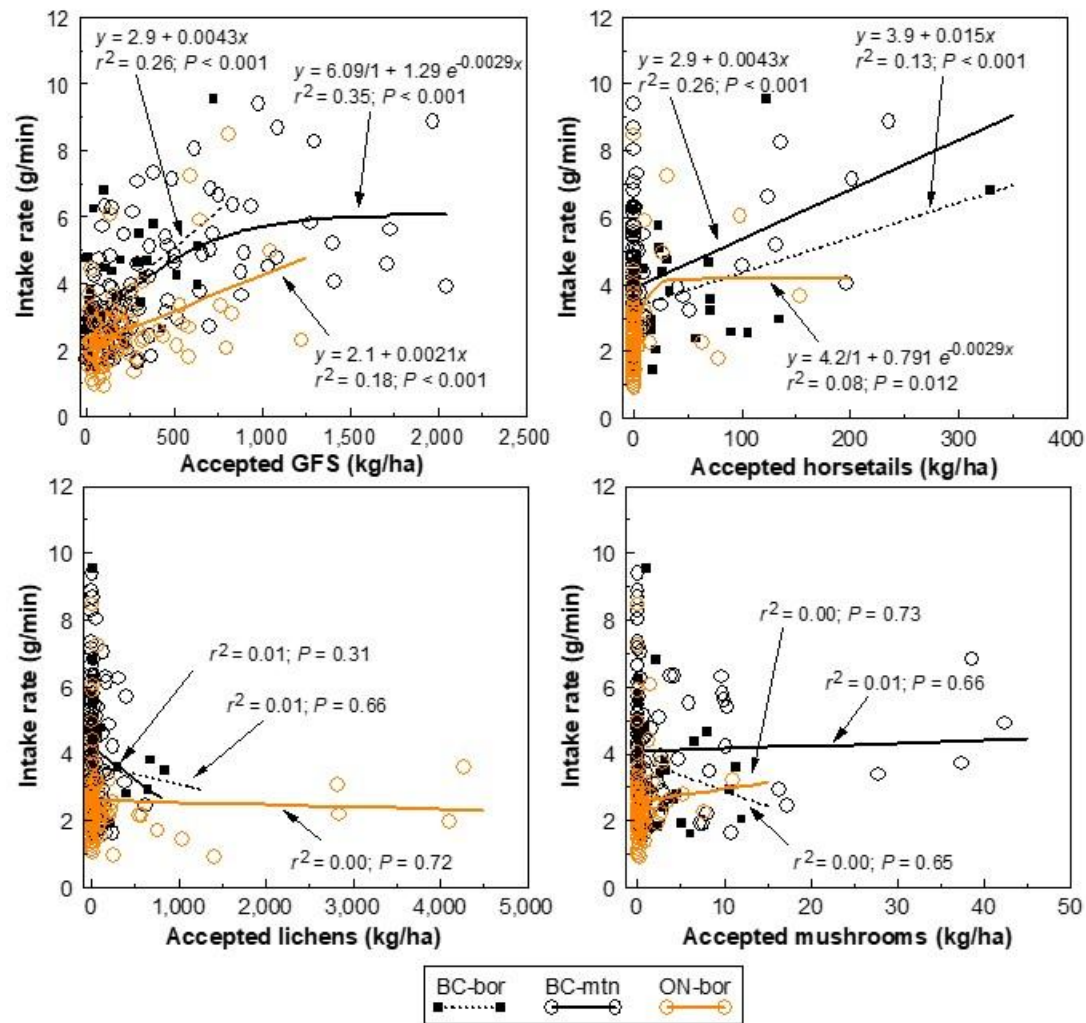 12
10
8
6
4
2
0
Intake rate (g/min)
y = 2.9 + 0.0043x
r² = 0.26; P < 0.001
y = 6.09/1 + 1.29 e^-0.0029x
r² = 0.35; P < 0.001
y = 2.1 + 0.0021x
r² = 0.18; P < 0.001
0 500 1,000 1,500 2,000 2,500
Accepted GFS (kg/ha)
12
10
8
6
4
2
0
Intake rate (g/min)
y = 3.9 + 0.015x
r² = 0.13; P < 0.001
y = 2.9 + 0.0043x
r² = 0.26; P < 0.001
y = 4.2/1 + 0.791 e^-0.0029x
r² = 0.08; P = 0.012
0 100 200 300 400
Accepted horsetails (kg/ha)
12
10
8
6
4
2
0
Intake rate (g/min)
r² = 0.01; P = 0.31
r² = 0.01; P = 0.66
r² = 0.00; P = 0.72
0 1,000 2,000 3,000 4,000 5,000
Accepted lichens (kg/ha)
12
10
8
6
4
2
0
Intake rate (g/min)
r² = 0.00; P = 0.73
r² = 0.01; P = 0.66
r² = 0.00; P = 0.65
0 10 20 30 40 50
Accepted mushrooms (kg/ha)
BC-bor BC-mtn ON-bor